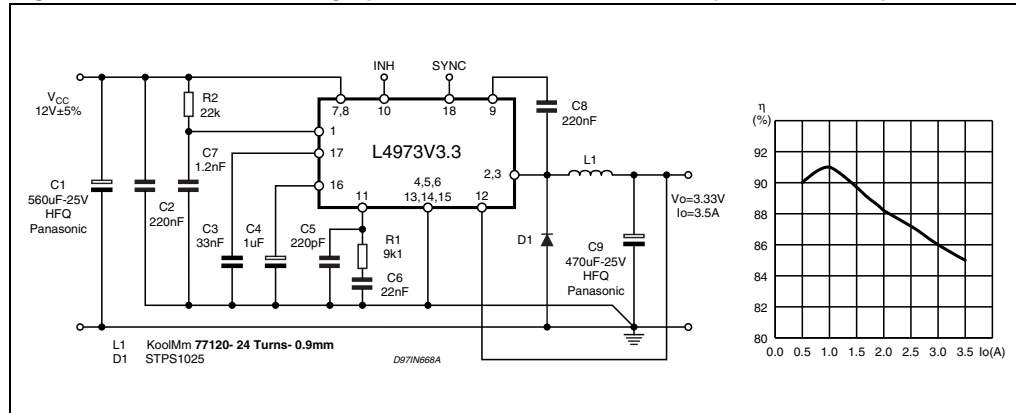 VCC
12V±5%
C1
560uF-25V
HFQ
Panasonic
R2
22k
C7
1.2nF
C2
220nF
C3
33nF
C4
1uF
C5
220pF
R1
9k1
C6
22nF
INH
SYNC
7,8
10
18
9
1
17
16
L4973V3.3
2,3
11
4,5,6
13,14,15
12
C8
220nF
L1
D1
C9
470uF-25V
HFQ
Panasonic
Vo=3.33V
Io=3.5A
L1 KoolMm 77120- 24 Turns- 0.9mm
D1 STPS1025
D97IN668A
η
(%)
92
90
88
86
84
82
80
0.0 0.5 1.0 1.5 2.0 2.5 3.0 3.5 Io(A)